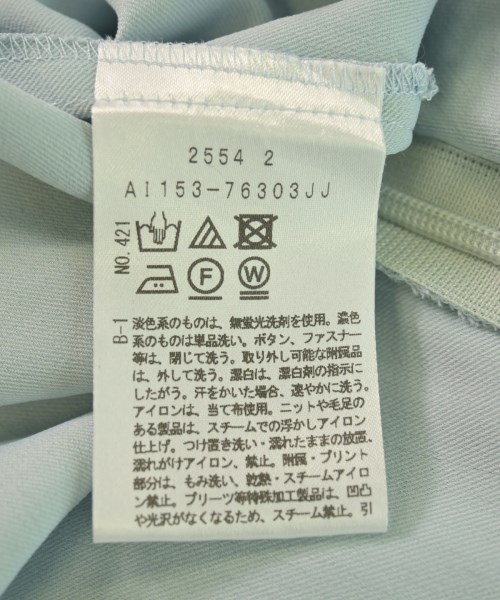 2554 2
AI153-76303JJ
NO.421
F
W
B-1
淡色系のものは、無蛍光洗剤を使用。濃色
系のものは単品洗い。ボタン、ファスナー
等は、閉じて洗う。取り外し可能な附属品
は、外して洗う。漂白は、漂白剤の指示に
したがう。汗をかいた場合、速やかに洗う。
アイロンは、当て布使用。ニットや毛足の
ある製品は、スチームでの浮かしアイロン
仕上げ。つけ置き洗い・濡れたままの放置、
濡れがけアイロン、禁止。附属・プリント
部分は、もみ洗い、乾熱・スチームアイロ
ン禁止。プリーツ等特殊加工製品は、凹凸
や光沢がなくなるため、スチーム禁止。引